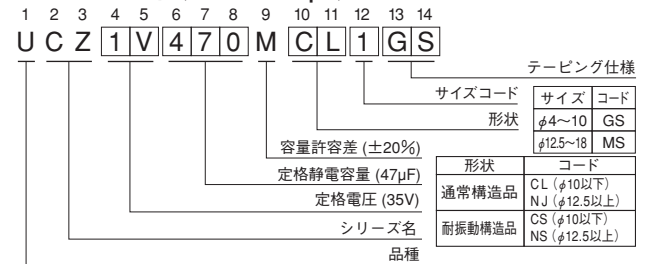 1 2 3 4 5 6 7 8 9 10 11 12 13 14
U C Z 1 V 4 7 0 M C L 1 G S
テーピング仕様
サイズコード
サイズ コード
形状
φ4〜10 GS
φ12.5〜18 MS
容量許容差 (±20%)
定格静電容量 (47µF)
定格電圧 (35V)
シリーズ名
品種
形状 コード
通常構造品 CL (φ10以下)
NJ (φ12.5以上)
耐振動構造品 CS (φ10以下)
NS (φ12.5以上)